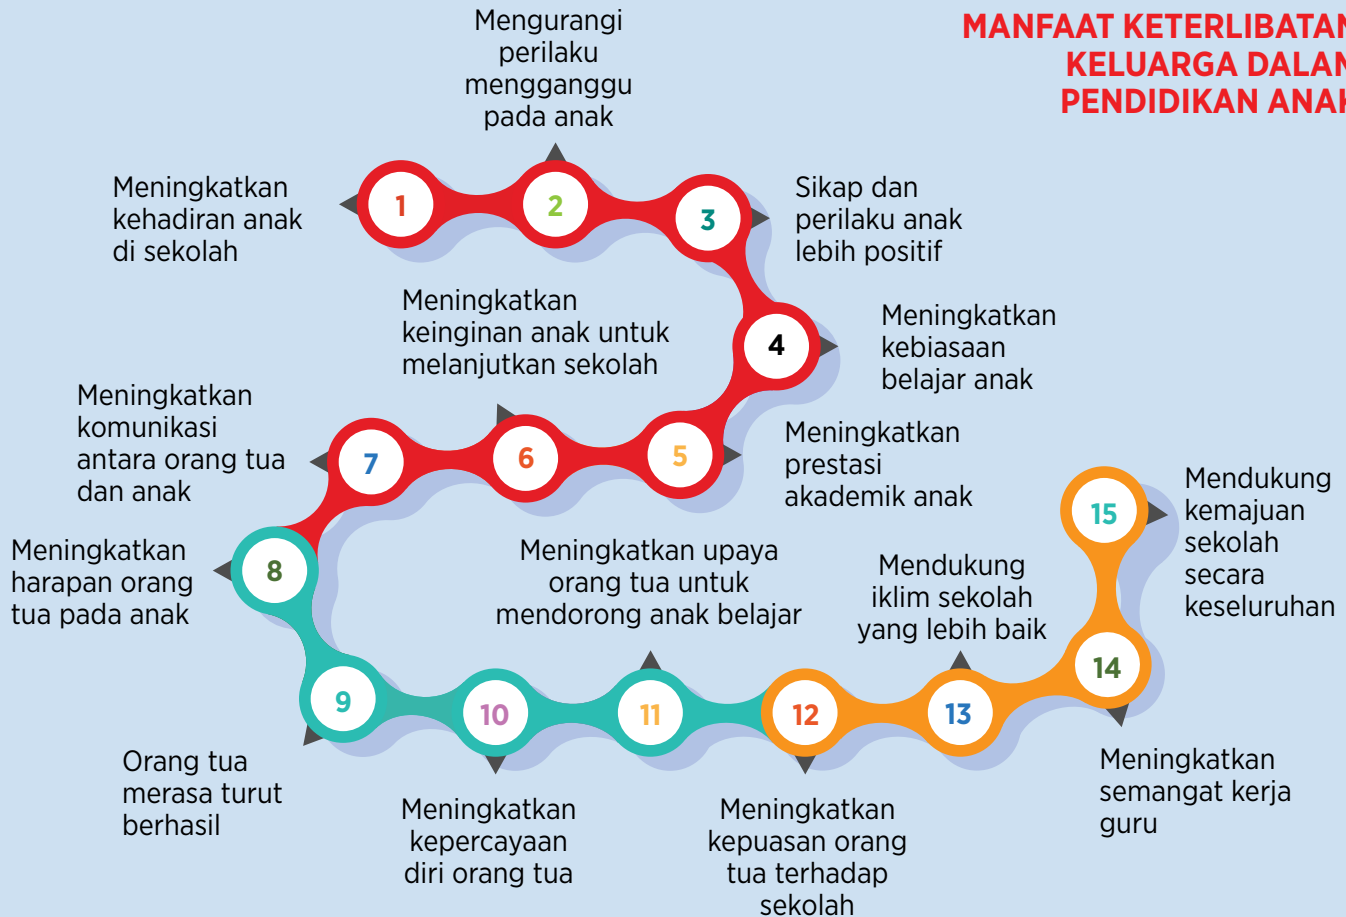 MANFAAT KETERLIBATAN
KELUARGA DALAM
PENDIDIKAN ANAK
1
Meningkatkan
kehadiran anak
di sekolah
2
Mengurangi
perilaku
mengganggu
pada anak
3
Sikap dan
perilaku anak
lebih positif
4
Meningkatkan
kebiasaan
belajar anak
5
Meningkatkan
prestasi
akademik anak
6
Meningkatkan
keinginan anak untuk
melanjutkan sekolah
7
Meningkatkan
komunikasi
antara orang tua
dan anak
8
Meningkatkan
harapan orang
tua pada anak
9
Orang tua
merasa turut
berhasil
10
Meningkatkan
kepercayaan
diri orang tua
11
Meningkatkan upaya
orang tua untuk
mendorong anak belajar
12
Meningkatkan
kepuasan orang
tua terhadap
sekolah
13
Mendukung
iklim sekolah
yang lebih baik
14
Meningkatkan
semangat kerja
guru
15
Mendukung
kemajuan
sekolah
secara
keseluruhan